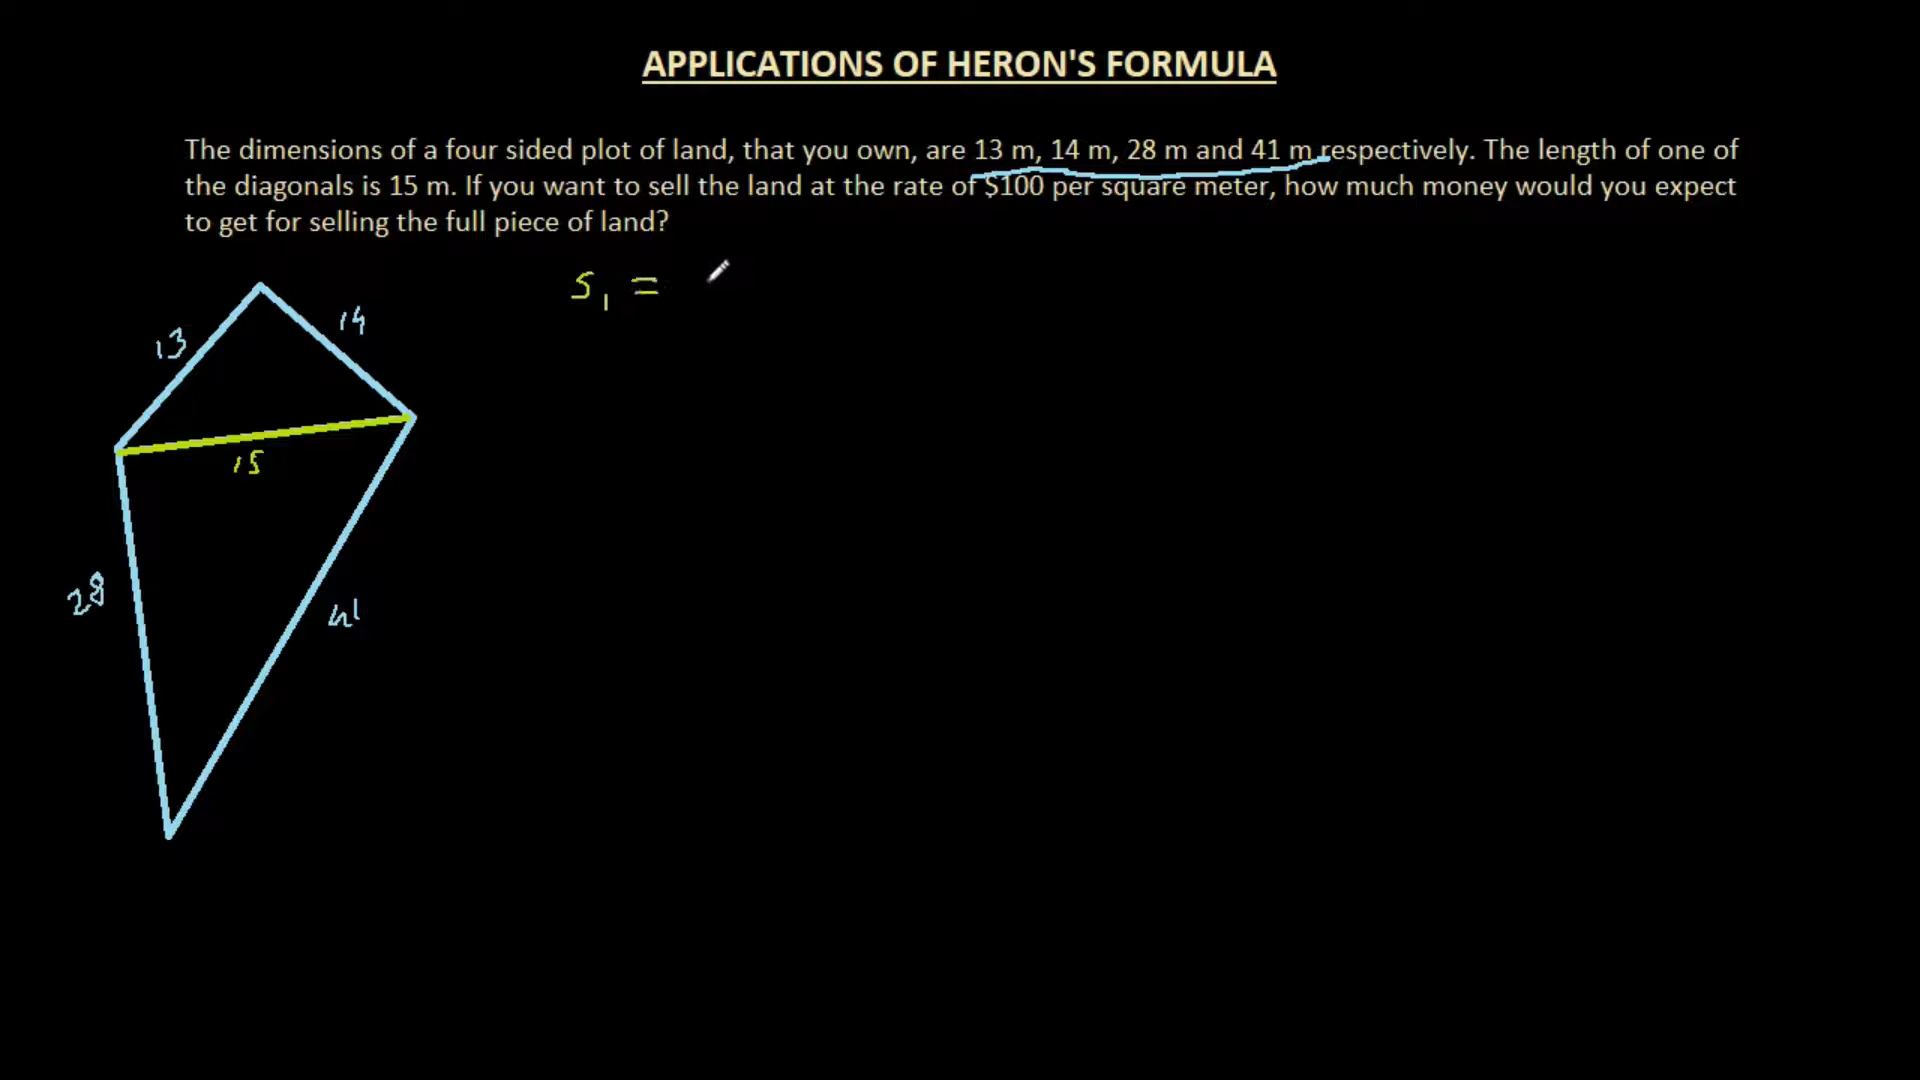 APPLICATIONS OF HERON'S FORMULA
The dimensions of a four sided plot of land, that you own, are 13 m, 14 m, 28 m and 41 m respectively. The length of one of
the diagonals is 15 m. If you want to sell the land at the rate of $100 per square meter, how much money would you expect
to get for selling the full piece of land?
S₁ =
14
13
15
28
41